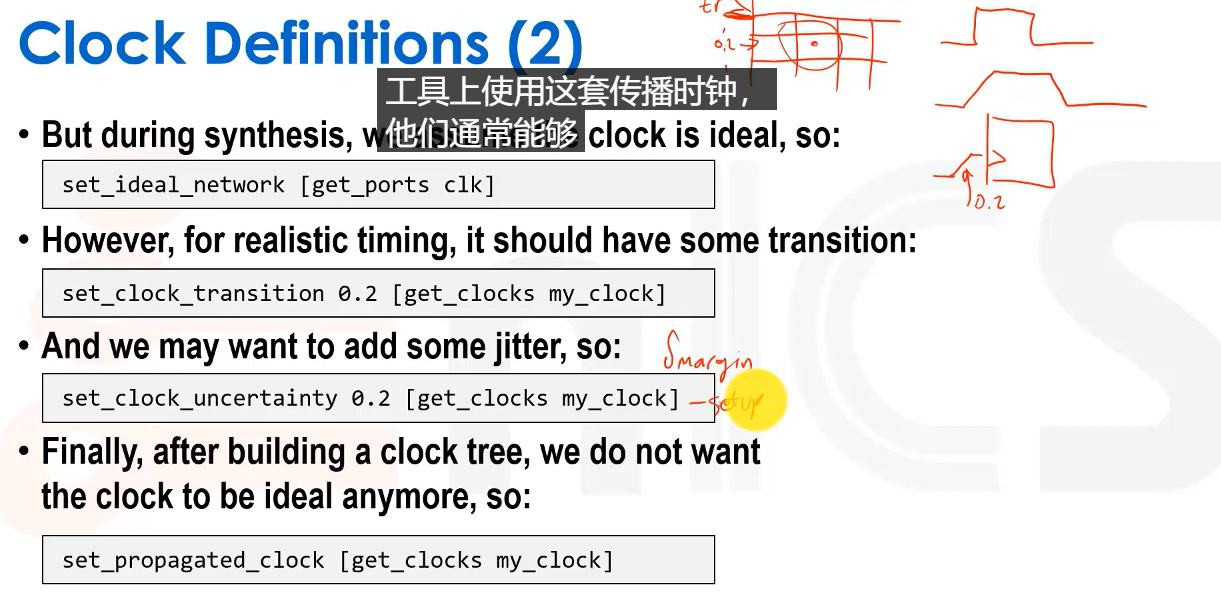 Clock Definitions (2)
tr
0.2
工具上使用这套传播时钟，
他们通常能够
• But during synthesis, we clock is ideal, so:
set_ideal_network [get_ports clk]
0.2
• However, for realistic timing, it should have some transition:
set_clock_transition 0.2 [get_clocks my_clock]
• And we may want to add some jitter, so:
δmargin
set_clock_uncertainty 0.2 [get_clocks my_clock]
-setup
• Finally, after building a clock tree, we do not want
the clock to be ideal anymore, so:
set_propagated_clock [get_clocks my_clock]